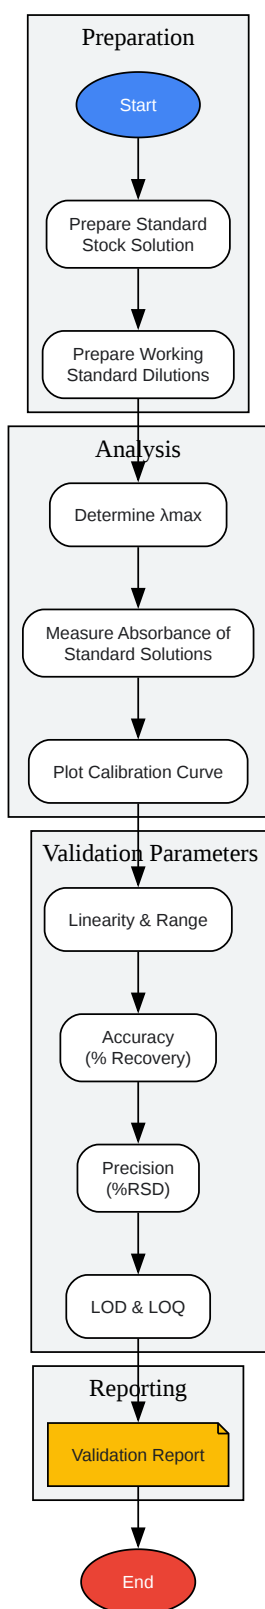 Preparation
Start
Prepare Standard
Stock Solution
Prepare Working
Standard Dilutions
Analysis
Determine λmax
Measure Absorbance of
Standard Solutions
Plot Calibration Curve
Validation Parameters
Linearity & Range
Accuracy
(% Recovery)
Precision
(%RSD)
LOD & LOQ
Reporting
Validation Report
End